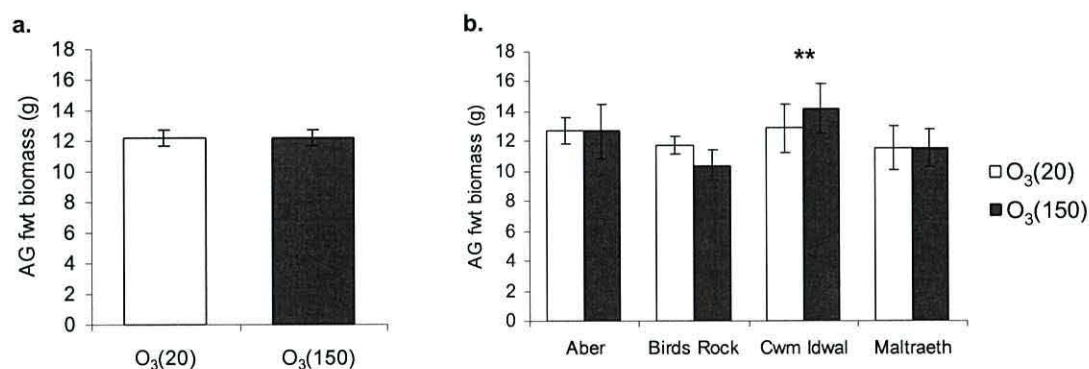 a.
18
16
14
12
10
8
6
4
2
0
AG fwt biomass (g)
O₃(20) O₃(150)
b.
18
16
14
12
10
8
6
4
2
0
AG fwt biomass (g)
**
Aber Birds Rock Cwm Idwal Maltraeth
O₃(20)
O₃(150)